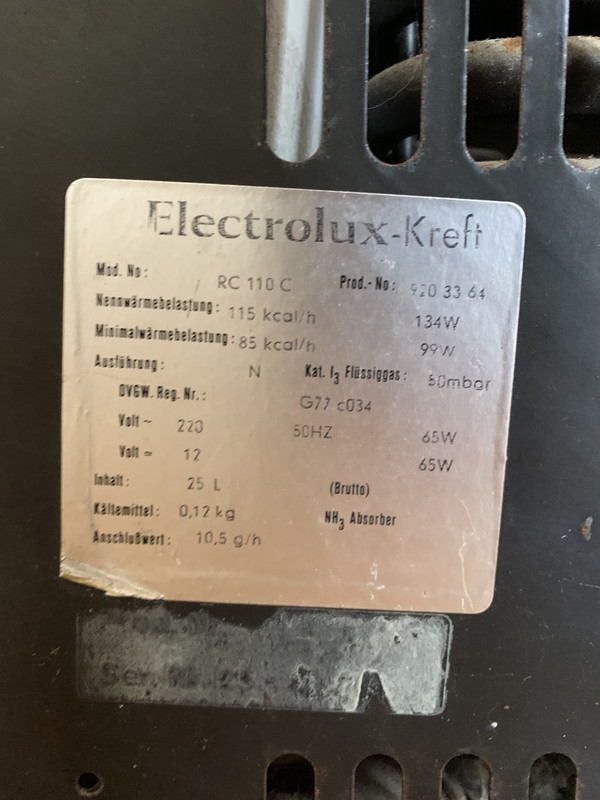 Electrolux-Kreft
Mod. No: RC 110 C Prod.-No: 920 33 64
Nennwärmebelastung: 115 kcal/h 134W
Minimalwärmebelastung: 85 kcal/h 99W
Ausführung: N Kat. I3 Flüssiggas: 50mbar
DVGW. Reg. Nr.: G77 c034
Volt ~ 220 50HZ 65W
Volt = 12 65W
Inhalt: 25 L (Brutto)
Kältemittel: 0,12 kg NH3 Absorber
Anschlußwert: 10,5 g/h
Ser.